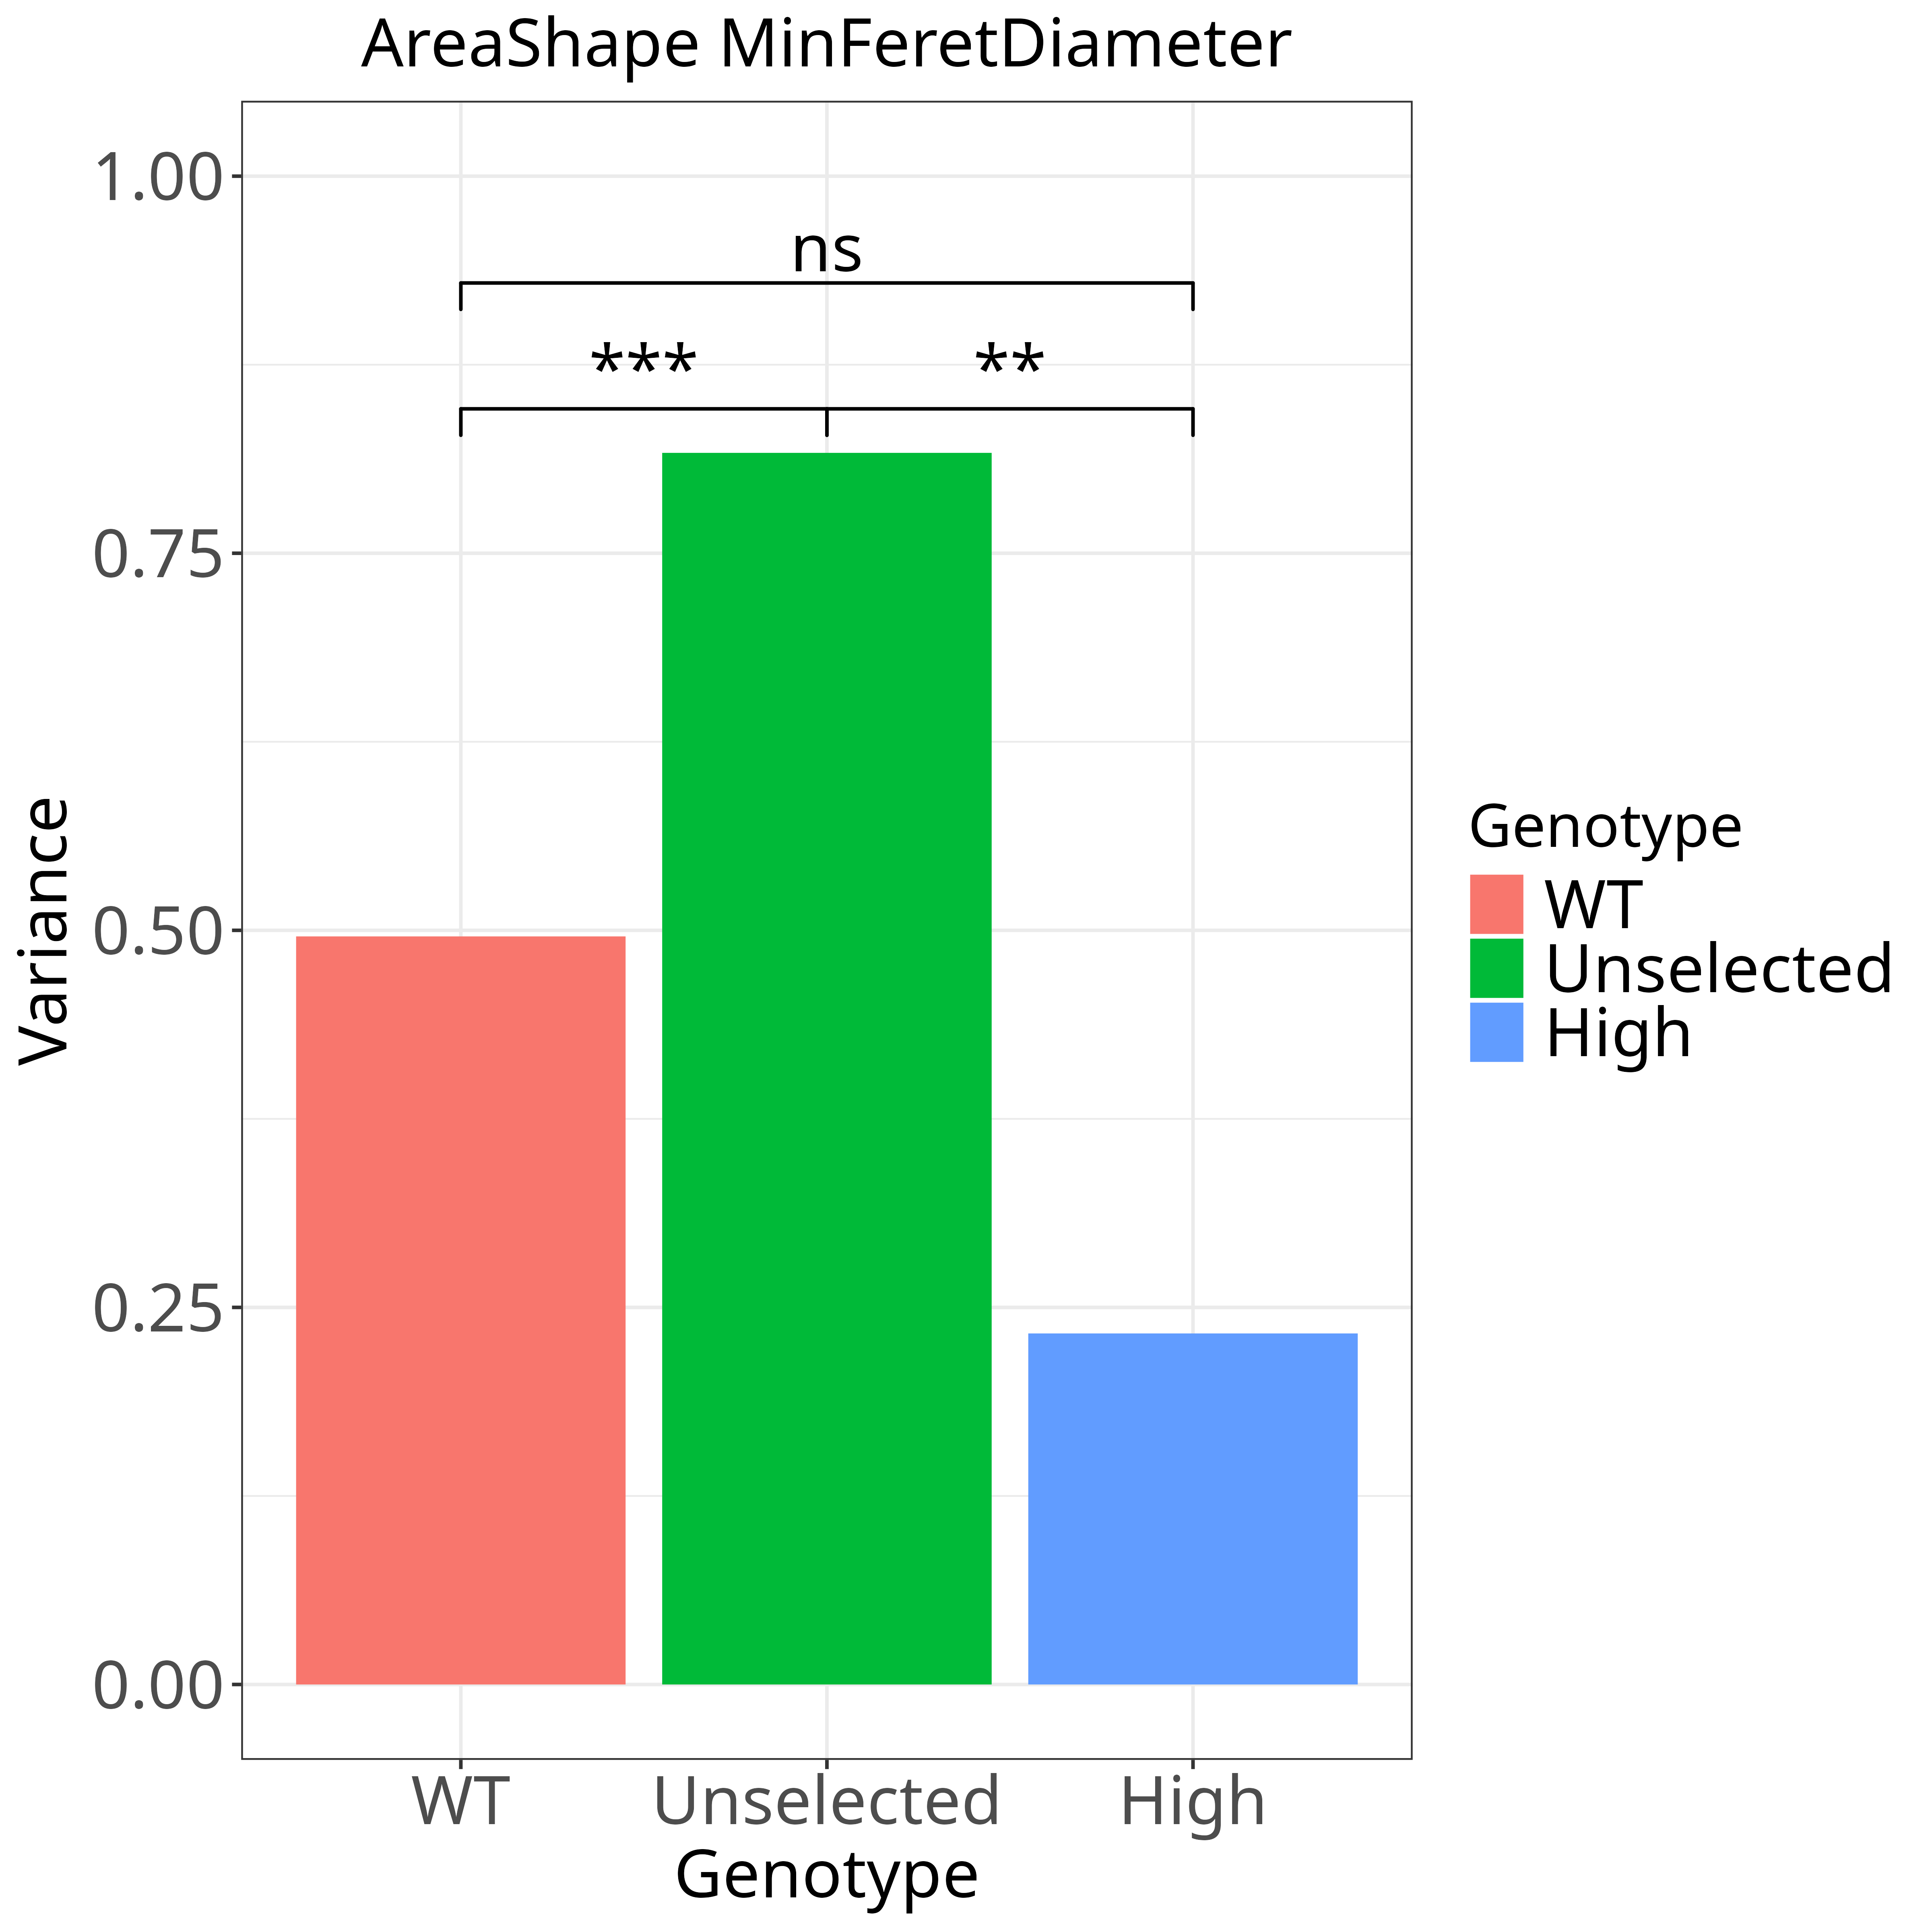 AreaShape MinFeretDiameter
1.00
0.75
0.50
0.25
0.00
Variance
ns
*** **
WT Unselected High
Genotype
Genotype
WT
Unselected
High